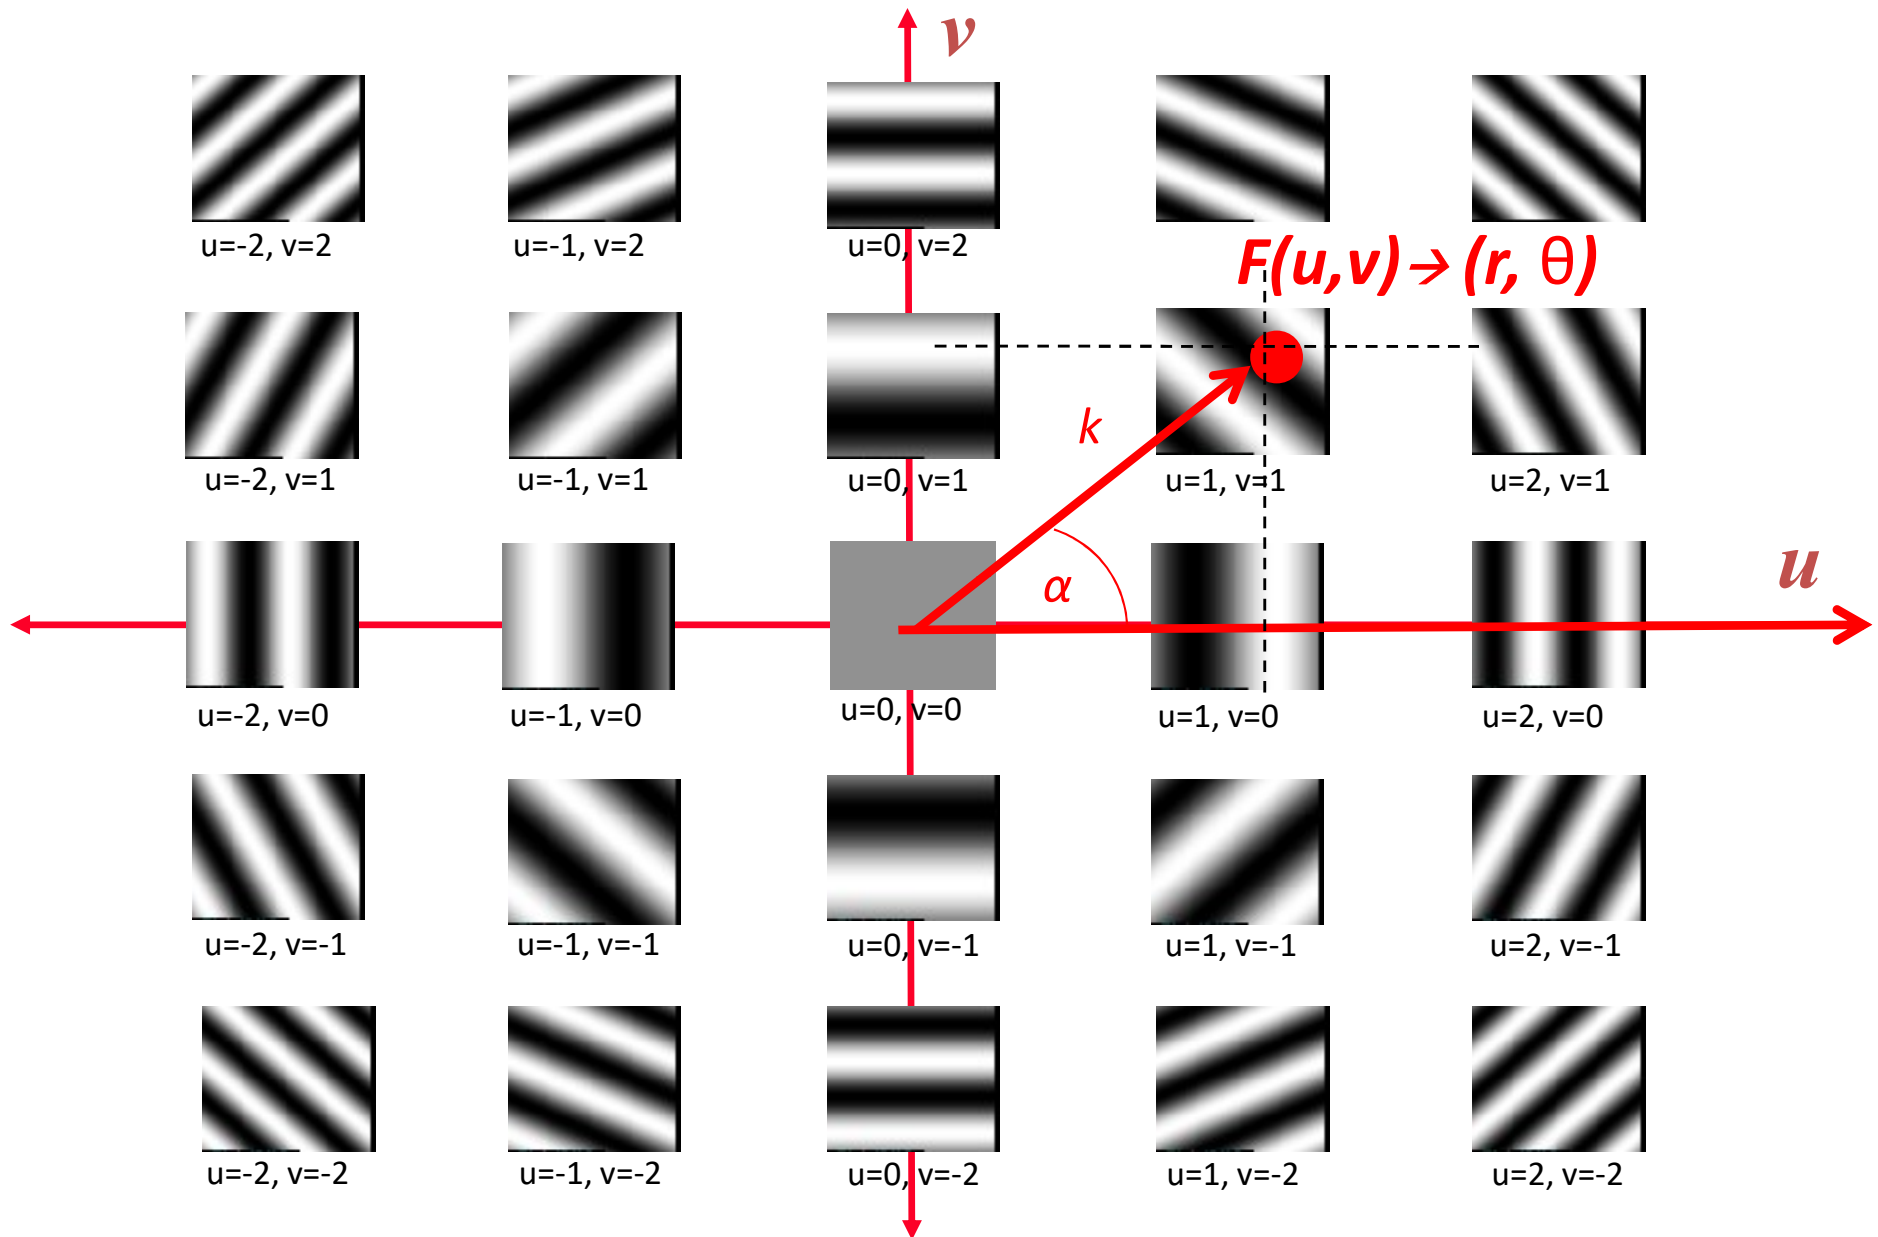 v
u=-2, v=2 u=-1, v=2 u=0, v=2
F(u,v)→(r, θ)
k
u=-2, v=1 u=-1, v=1 u=0, v=1 u=1, v=1 u=2, v=1
u
α
u=-2, v=0 u=-1, v=0 u=0, v=0 u=1, v=0 u=2, v=0
u=-2, v=-1 u=-1, v=-1 u=0, v=-1 u=1, v=-1 u=2, v=-1
u=-2, v=-2 u=-1, v=-2 u=0, v=-2 u=1, v=-2 u=2, v=-2